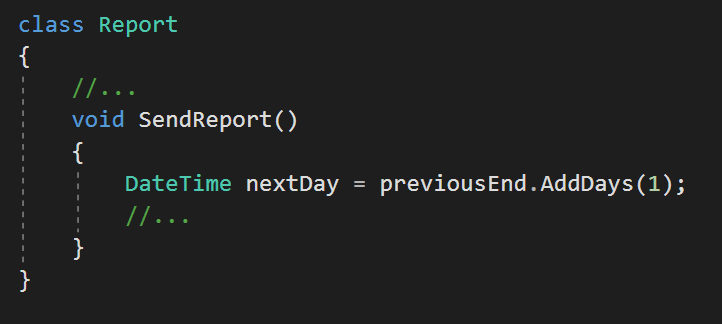 class Report
{
//...
void SendReport()
{
DateTime nextDay = previousEnd.AddDays(1);
//...
}
}